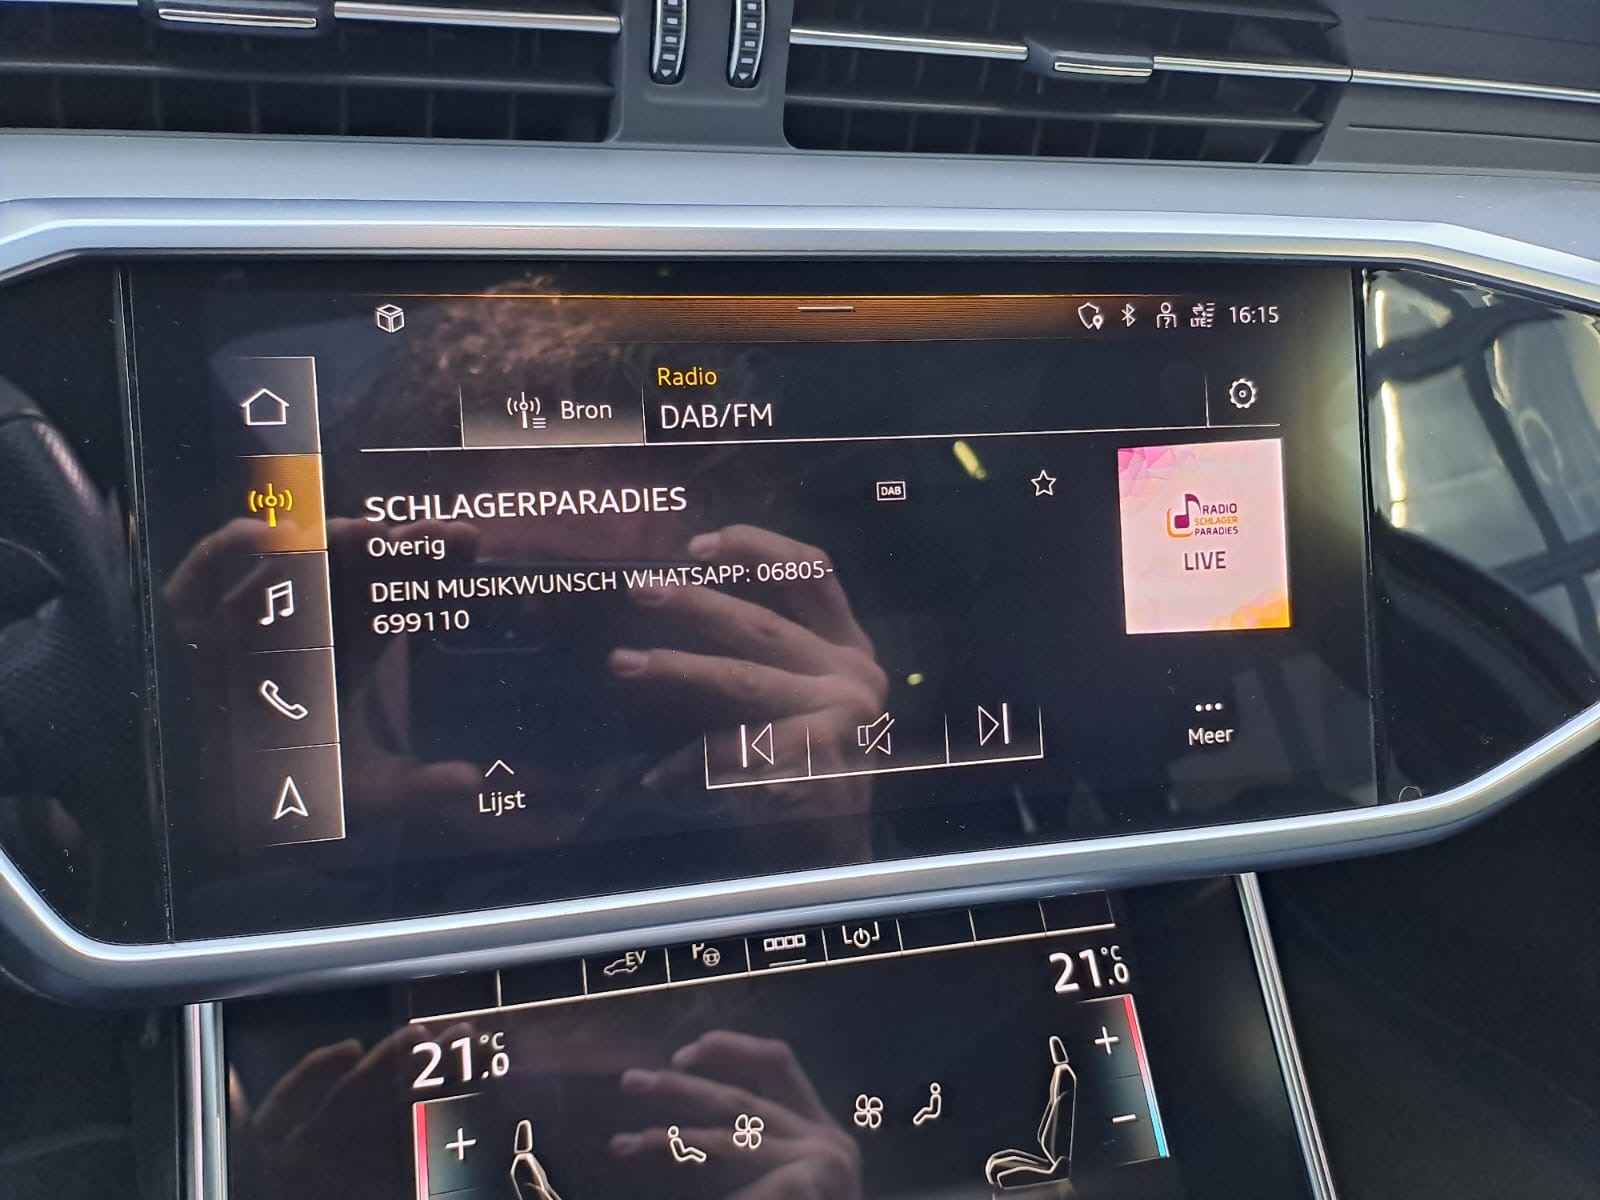 16:15
LTE
Radio
Bron
DAB/FM
SCHLAGERPARADIES
DAB
Overig
DEIN MUSIKWUNSCH WHATSAPP: 06805-
699110
RADIO
SCHLAGER
PARADIES
LIVE
Meer
Lijst
EV
P
21.0 °C
21.0 °C